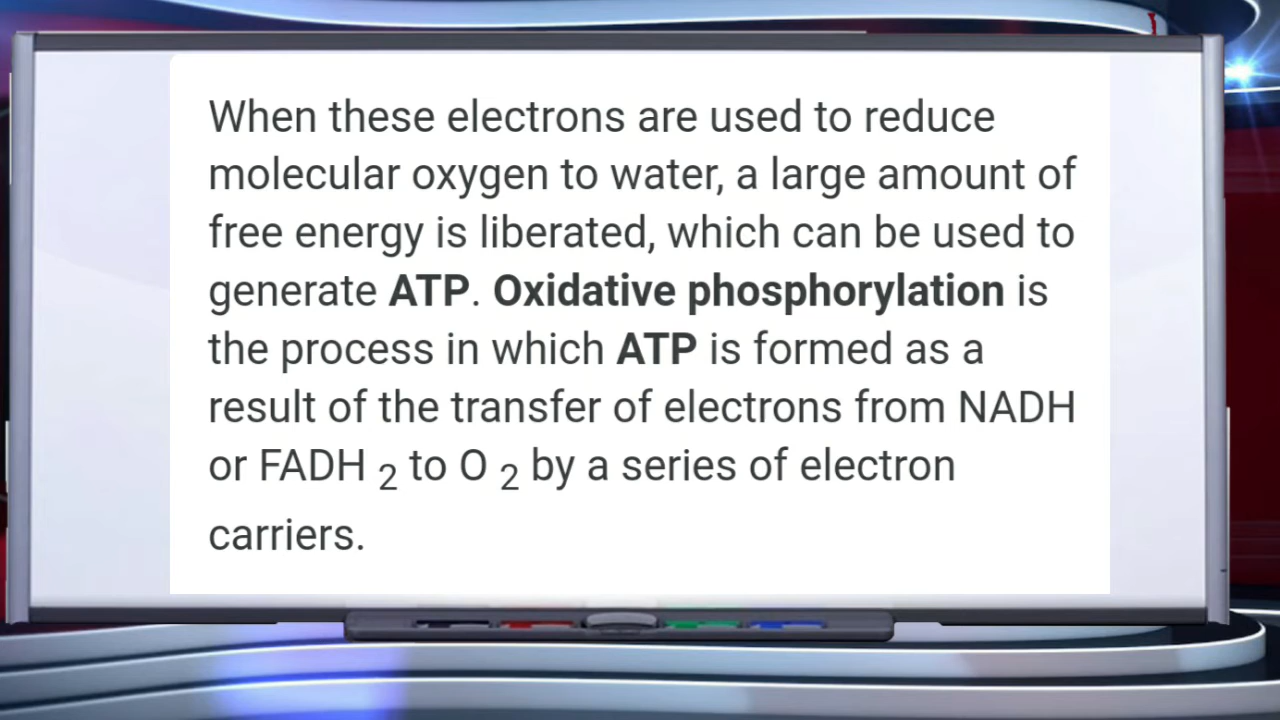 When these electrons are used to reduce
molecular oxygen to water, a large amount of
free energy is liberated, which can be used to
generate ATP. Oxidative phosphorylation is
the process in which ATP is formed as a
result of the transfer of electrons from NADH
or FADH 2 to O 2 by a series of electron
carriers.